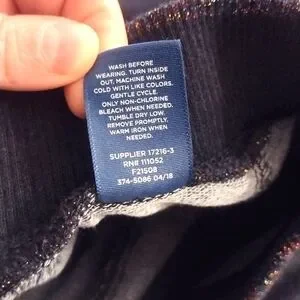 WASH BEFORE
WEARING. TURN INSIDE
OUT. MACHINE WASH
COLD WITH LIKE COLORS.
GENTLE CYCLE.
ONLY NON-CHLORINE
BLEACH WHEN NEEDED.
TUMBLE DRY LOW.
REMOVE PROMPTLY.
WARM IRON WHEN
NEEDED.
SUPPLIER 17216-3
RN# 111052
F21508
374-5086 04/18